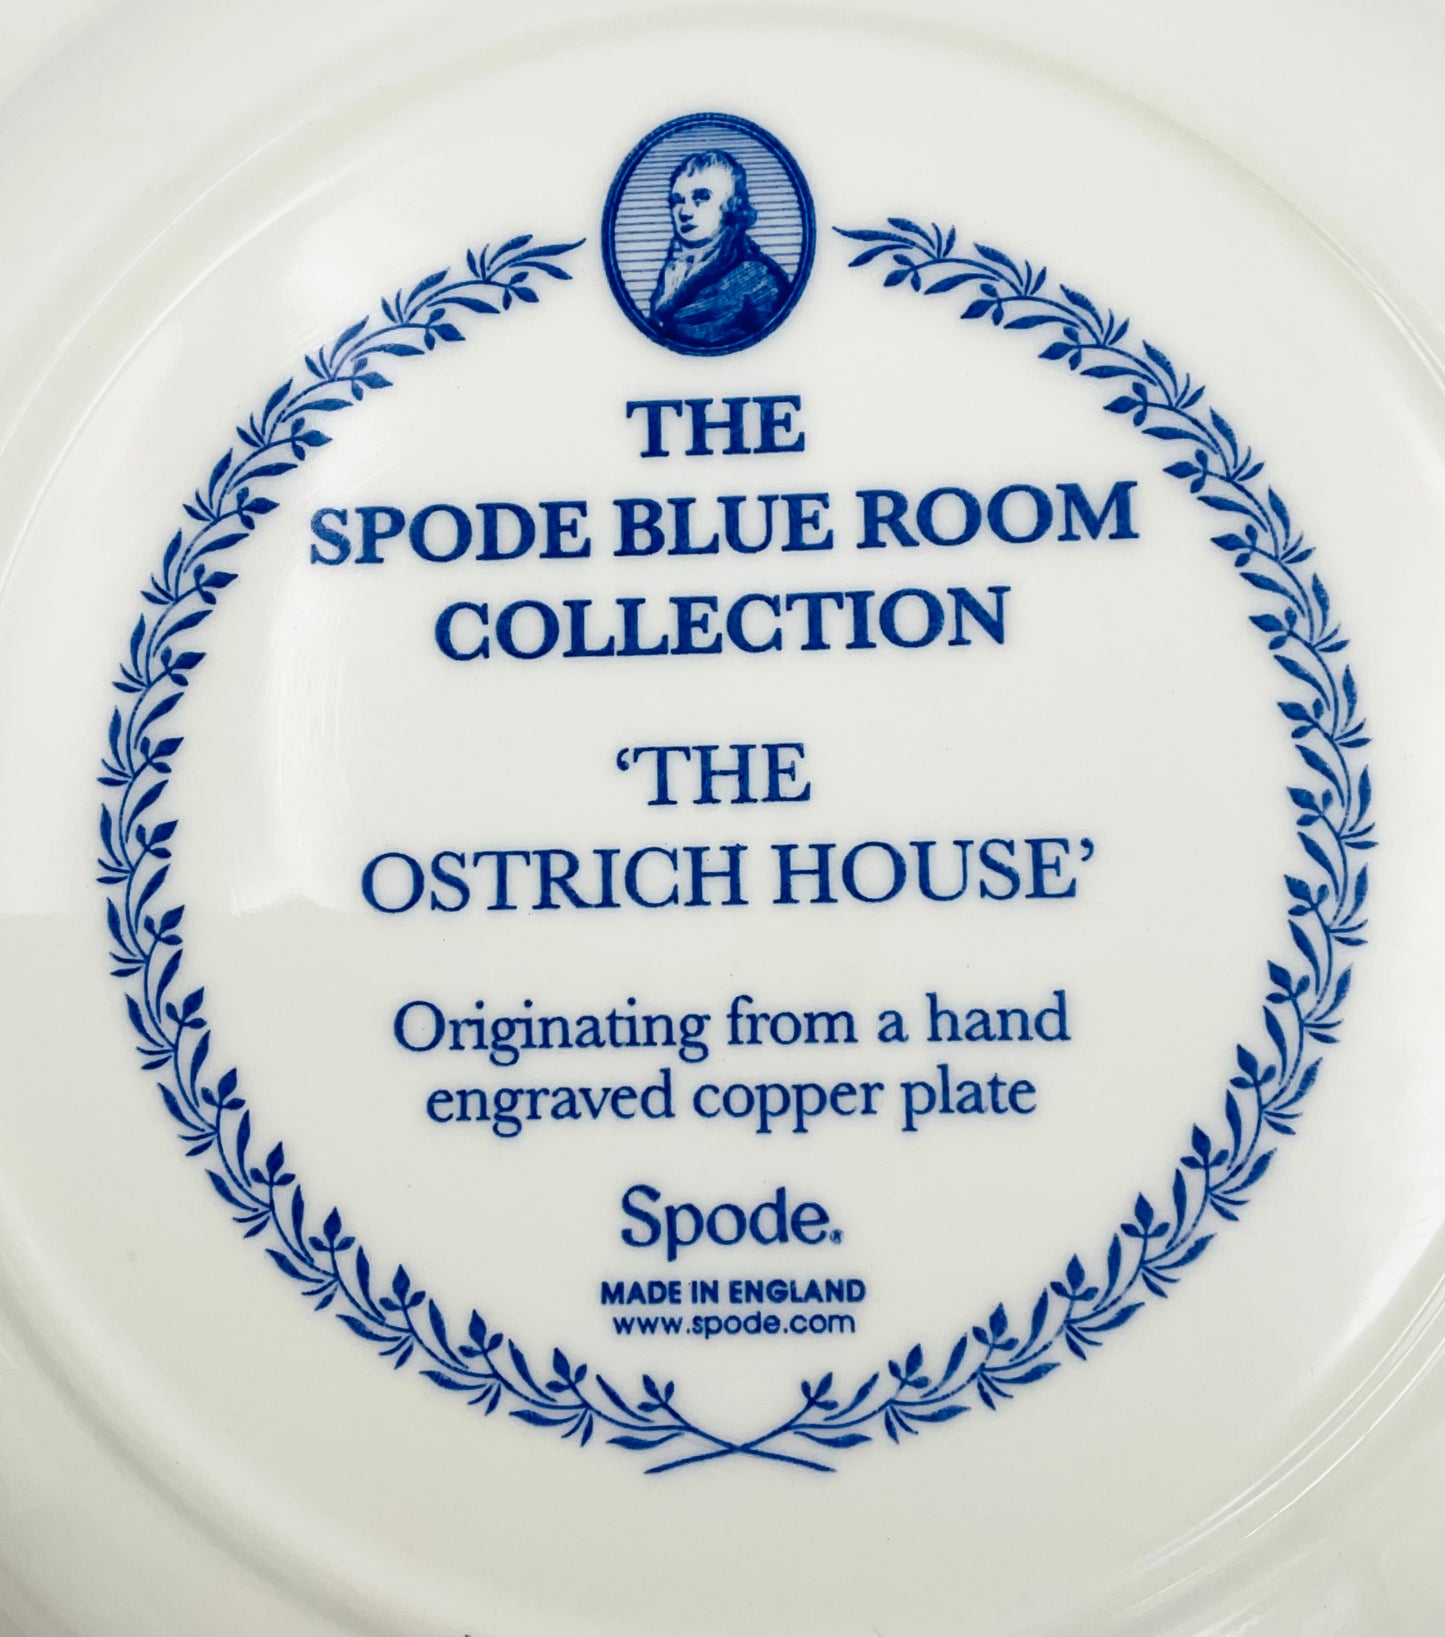 THE
SPODE BLUE ROOM
COLLECTION
‘THE
OSTRICH HOUSE’
Originating from a hand
engraved copper plate
Spode®
MADE IN ENGLAND
www.spode.com